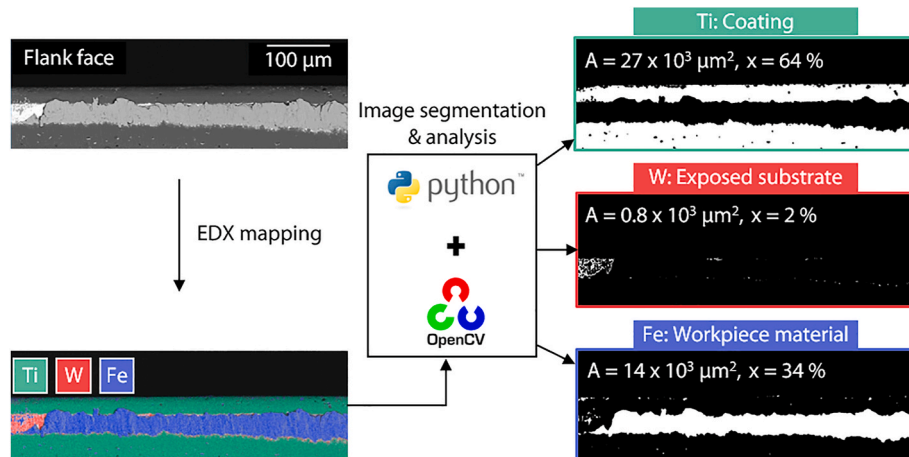 Flank face
100 µm
EDX mapping
Ti W Fe
Image segmentation
& analysis
python™
+
OpenCV
Ti: Coating
A = 27 x 10³ µm², x = 64 %
W: Exposed substrate
A = 0.8 x 10³ µm², x = 2 %
Fe: Workpiece material
A = 14 x 10³ µm², x = 34 %